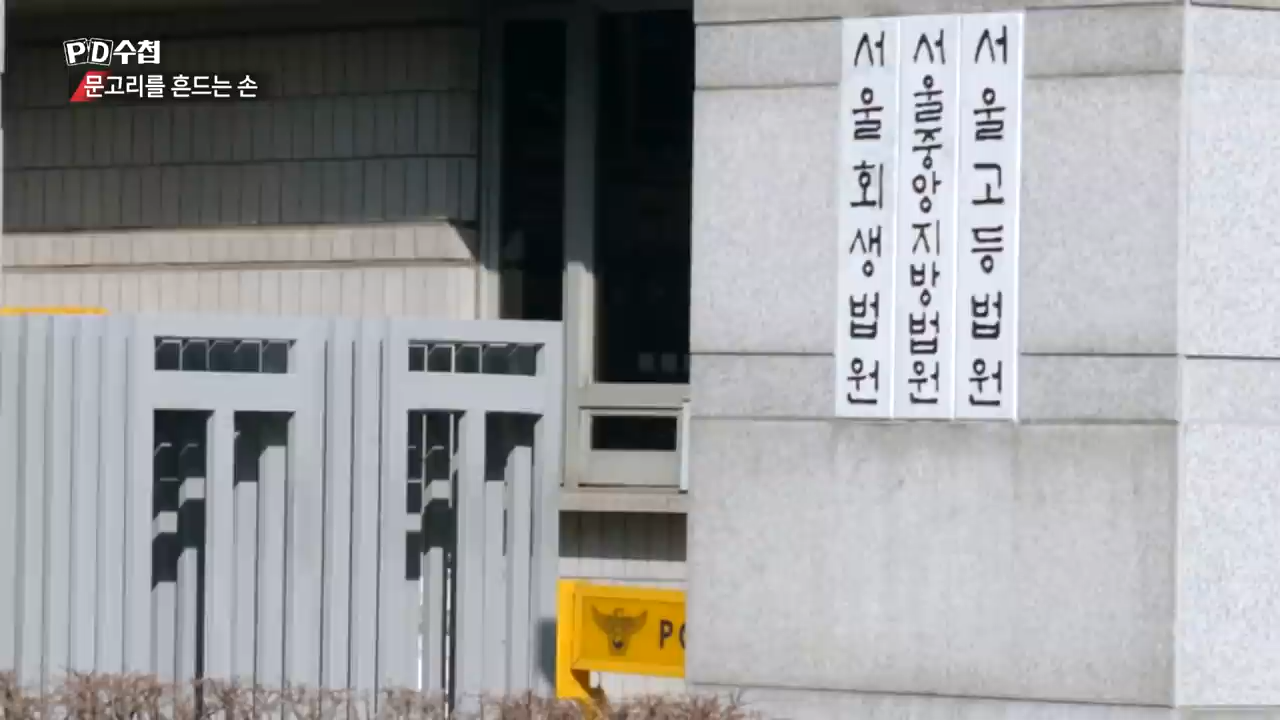 PD수첩
문고리를 흔드는 손
서울고등법원
서울중앙지방법원
서울회생법원